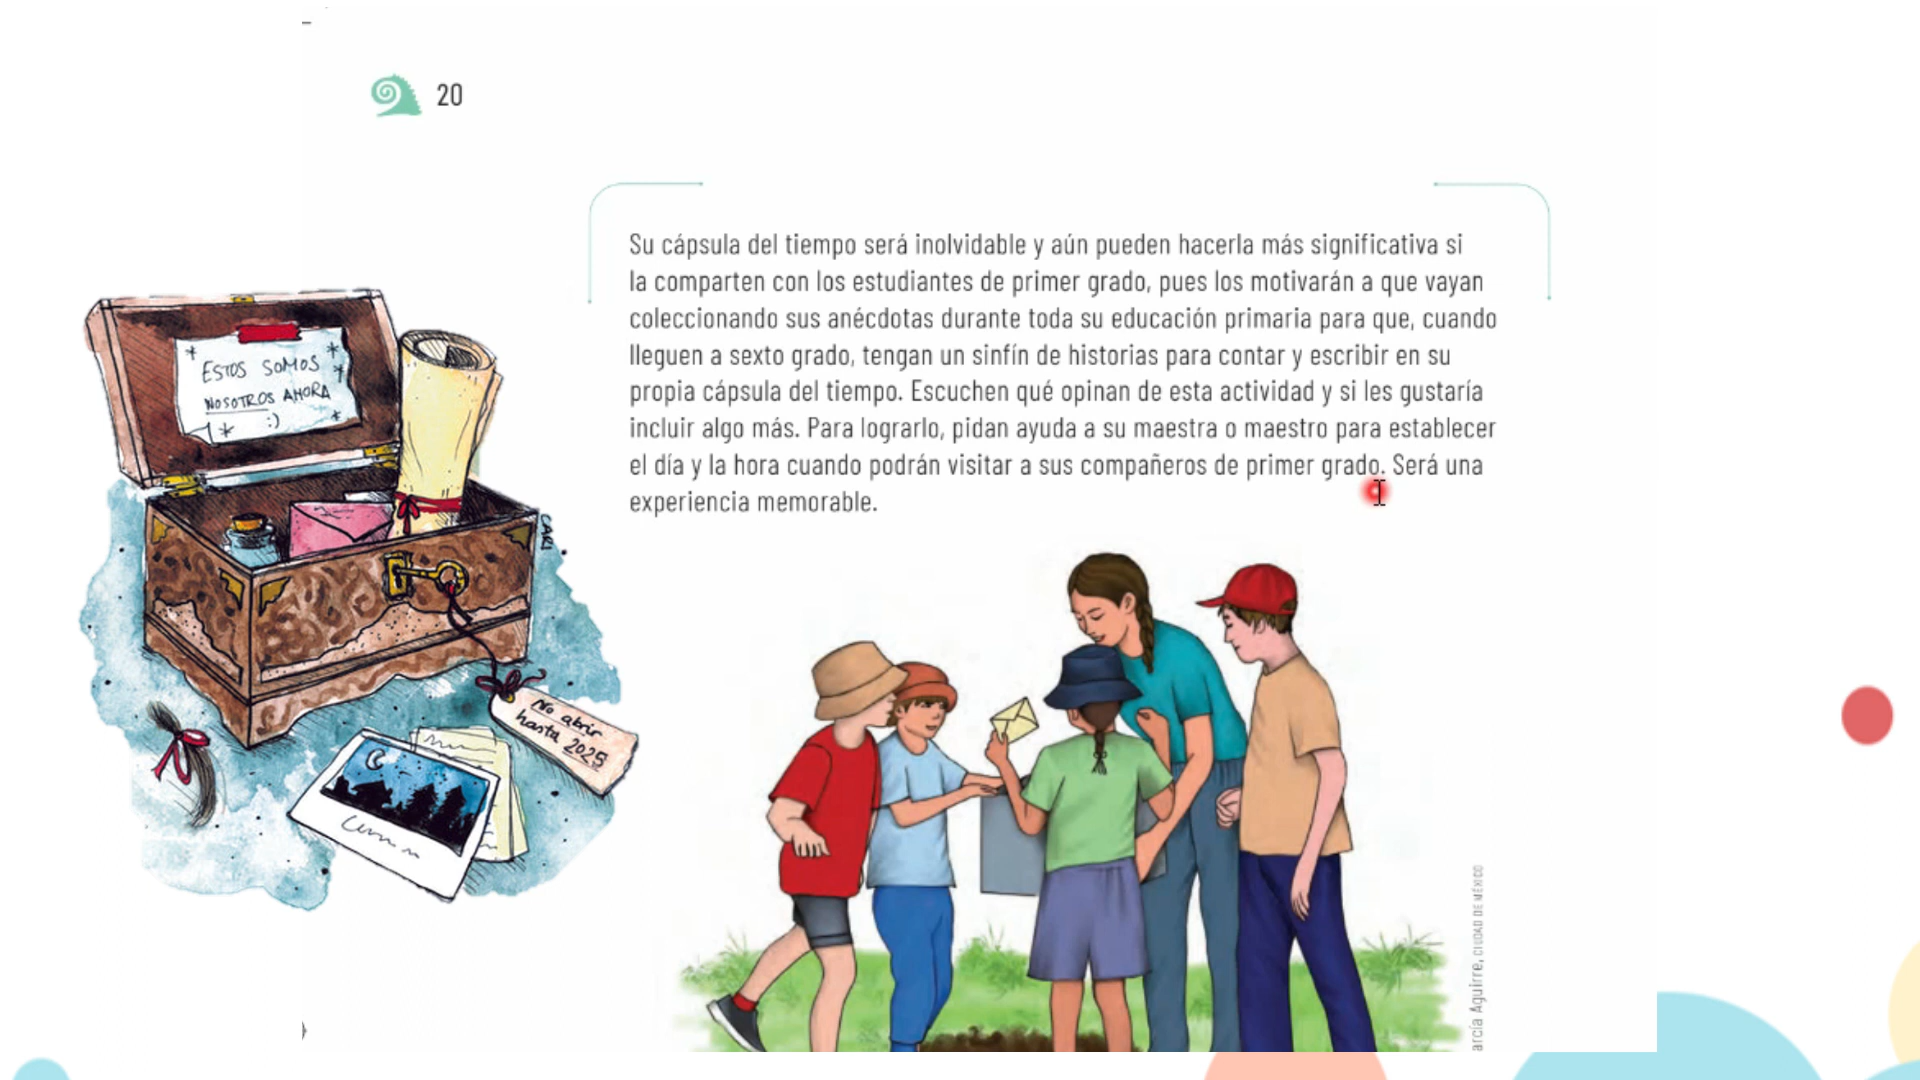 20
Su cápsula del tiempo será inolvidable y aún pueden hacerla más significativa si
la comparten con los estudiantes de primer grado, pues los motivarán a que vayan
coleccionando sus anécdotas durante toda su educación primaria para que, cuando
lleguen a sexto grado, tengan un sinfín de historias para contar y escribir en su
propia cápsula del tiempo. Escuchen qué opinan de esta actividad y si les gustaría
incluir algo más. Para lograrlo, pidan ayuda a su maestra o maestro para establecer
el día y la hora cuando podrán visitar a sus compañeros de primer grado. Será una
experiencia memorable.
ESTOS SOMOS
NOSOTROS AHORA
:)
CARI
No abrir
hasta 2025
arcía Aguirre, CIUDAD DE MÉXICO